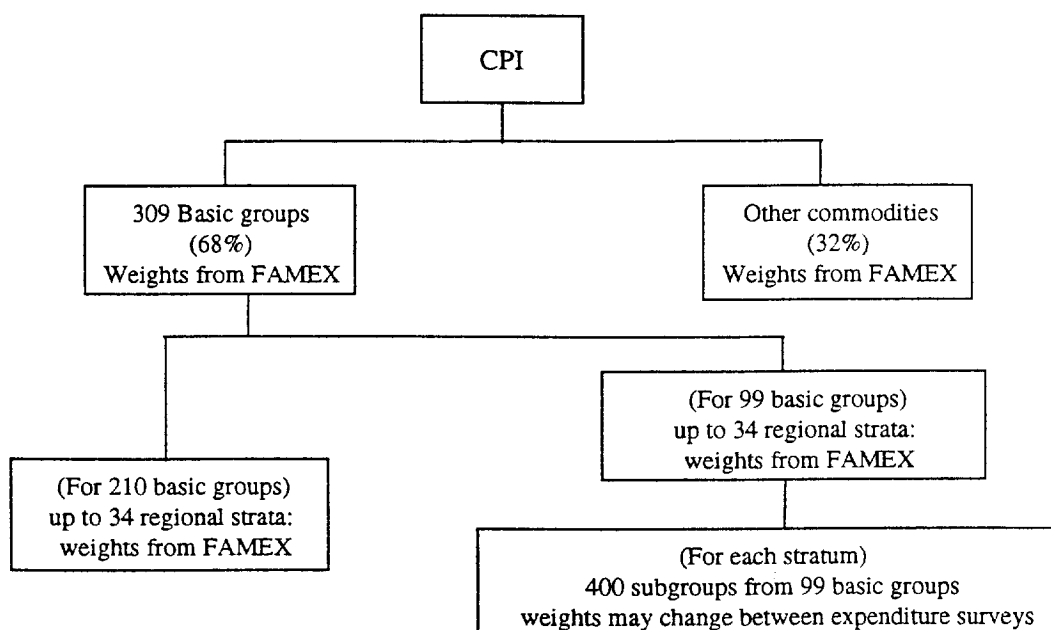 CPI
309 Basic groups
(68%)
Weights from FAMEX
Other commodities
(32%)
Weights from FAMEX
(For 99 basic groups)
up to 34 regional strata:
weights from FAMEX
(For 210 basic groups)
up to 34 regional strata:
weights from FAMEX
(For each stratum)
400 subgroups from 99 basic groups
weights may change between expenditure surveys